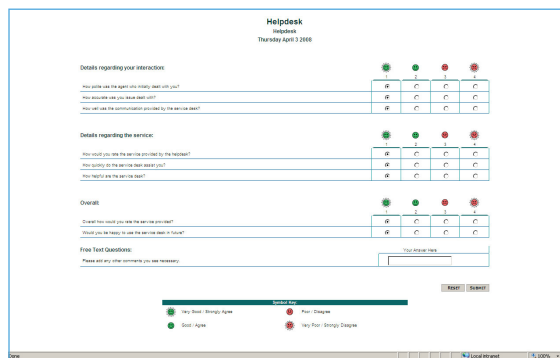 Helpdesk
Helpdesk
Thursday April 3 2008
Details regarding your interaction:
1 2 3 4
How polite was the agent who initially dealt with you?
How accurate was you issue dealt with?
How well was the communication provided by the service desk?
Details regarding the service:
1 2 3 4
How would you rate the service provided by the helpdesk?
How quickly do the service desk assist you?
How helpful are the service desk?
Overall:
1 2 3 4
Overall how would you rate the service provided?
Would you be happy to use the service desk in future?
Free Text Questions:
Your Answer Here
Please add any other comments you see necessary.
RESET SUBMIT
Symbol Key:
Very Good / Strongly Agree
Poor / Disagree
Good / Agree
Very Poor / Strongly Disagree
Done
Local intranet
100%